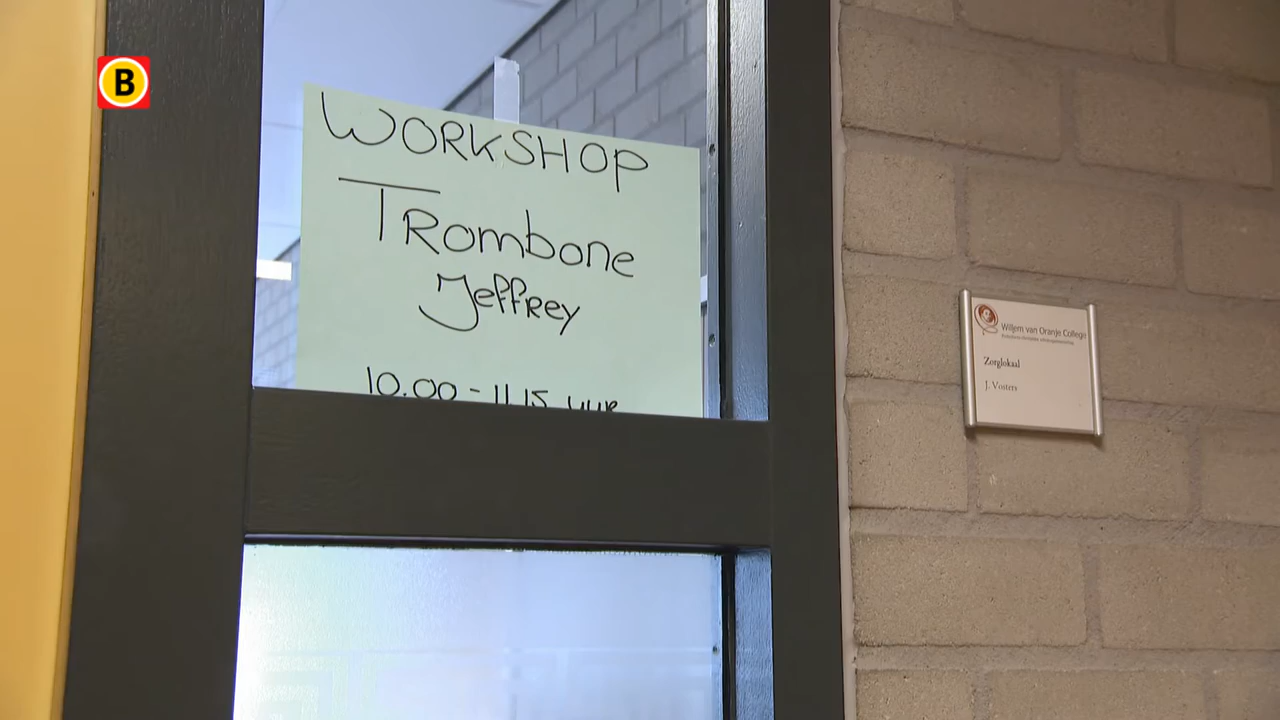 B
WORKSHOP
TRombone
JeffRey
10.00 - 11.15 uur
Willem van Oranje College
Zorglokaal
J. Vosters